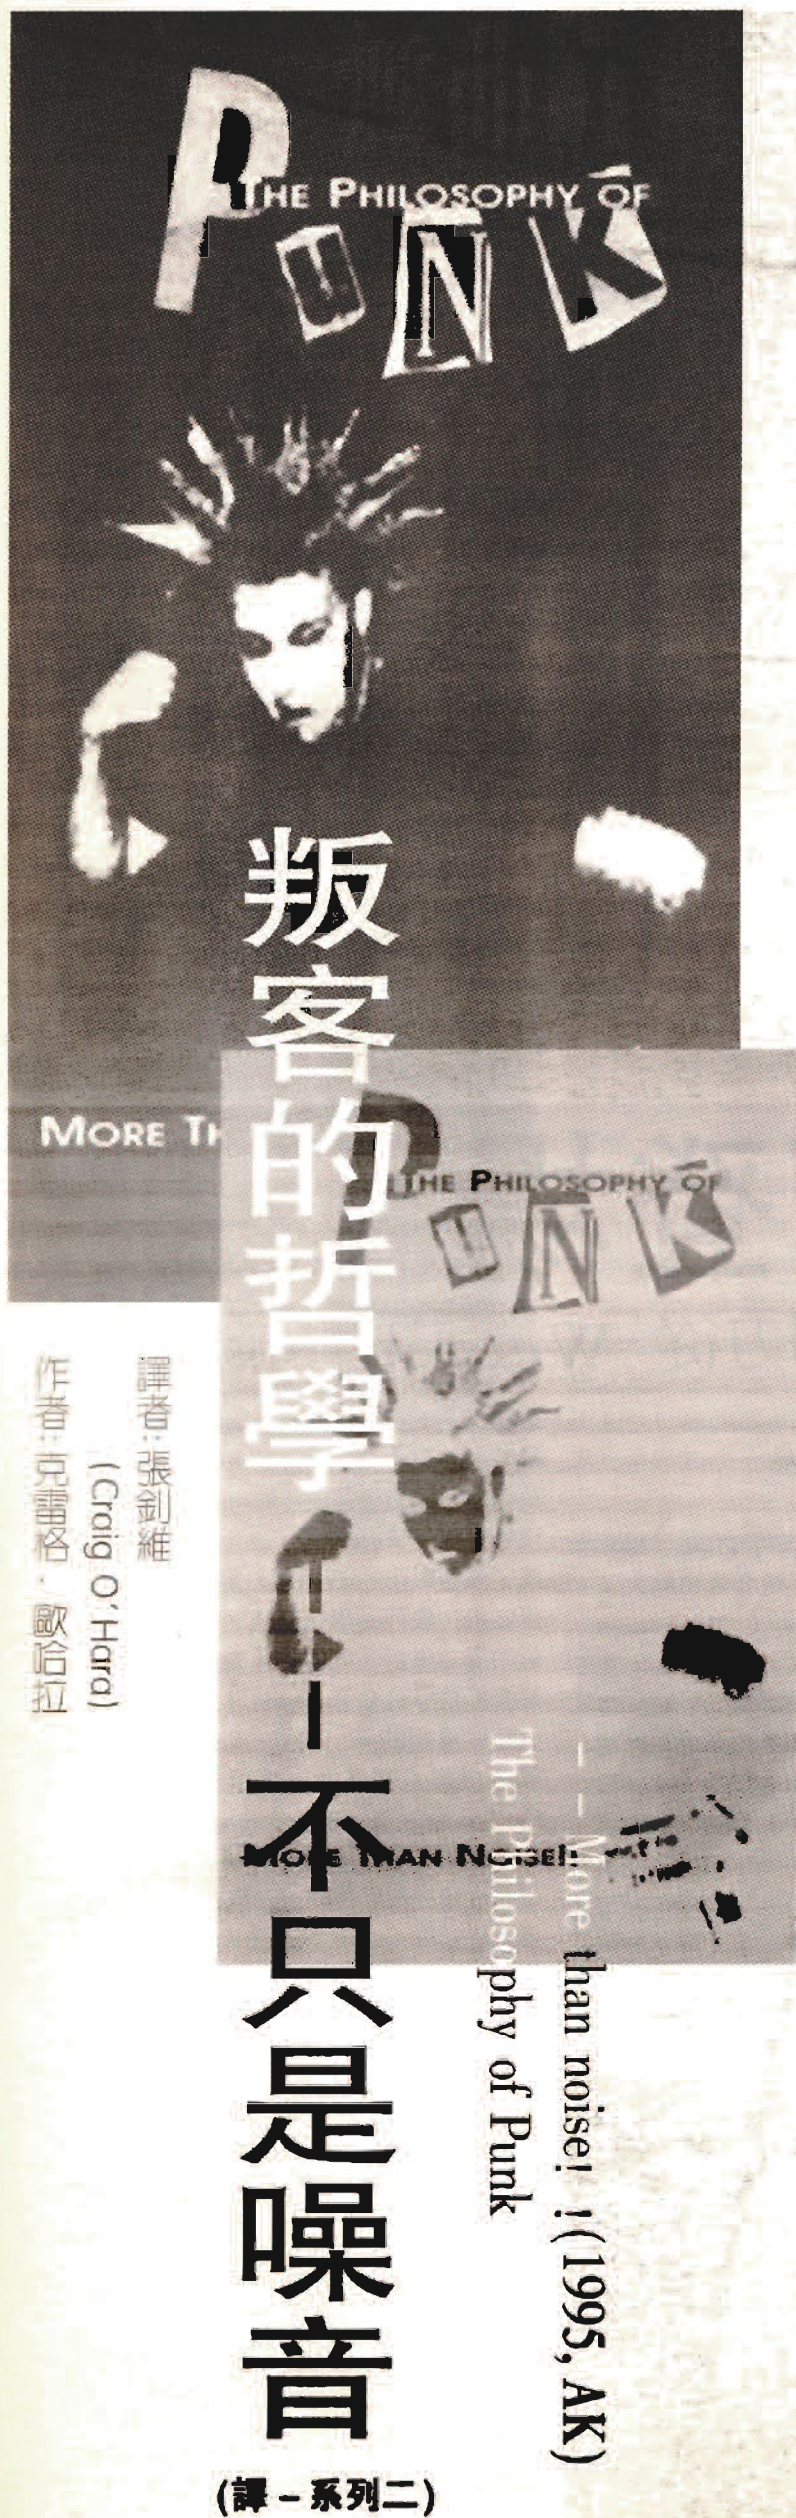 THE PHILOSOPHY OF
PUNK
MORE TH
THE PHILOSOPHY OF
PUNK
MORE THAN NOISE!!
叛客的哲學——不只是噪音
(譯－系列二)
The Philosophy of Punk
——More than noise! !(1995, AK)
作者:克雷格．歐哈拉
(Craig O'Hara)
譯者:張釗維